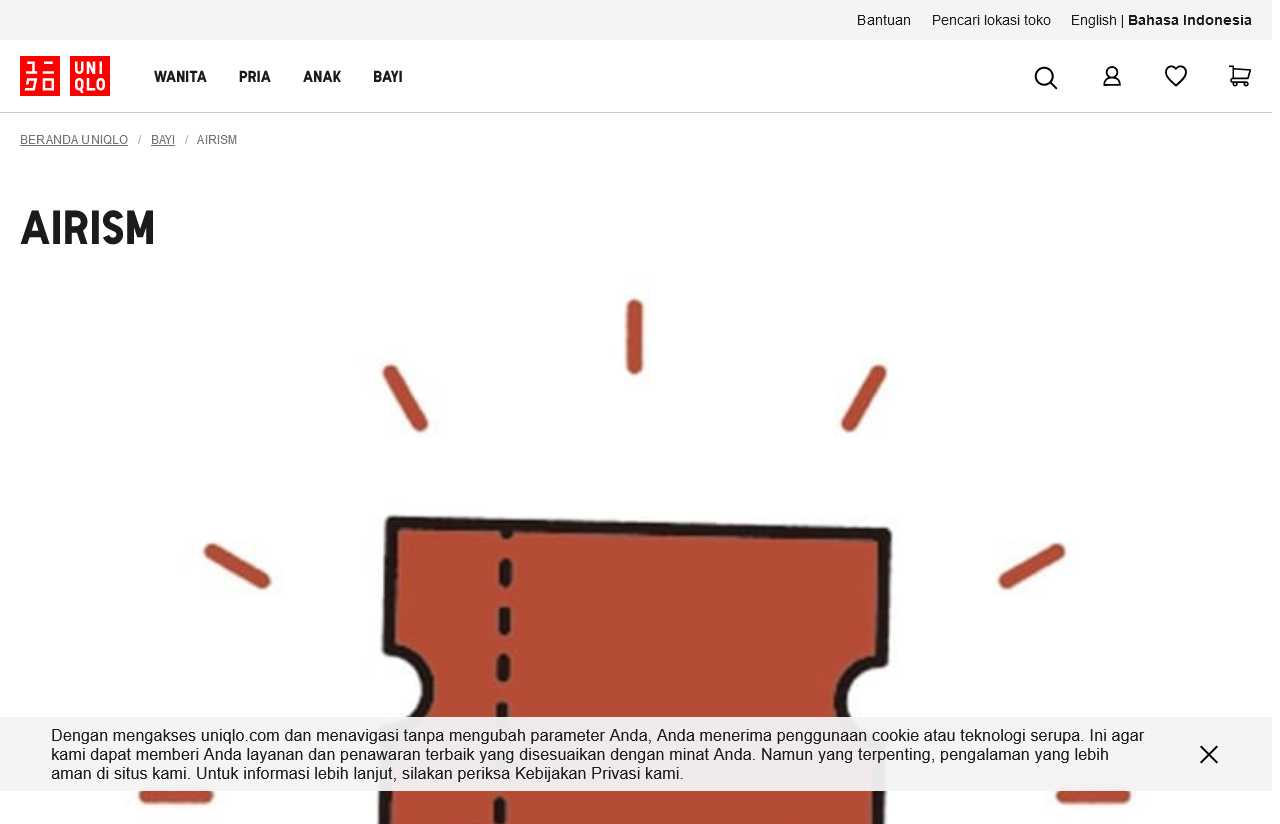 Bantuan Pencari lokasi toko English | Bahasa Indonesia
ユニクロ UNIQLO WANITA PRIA ANAK BAYI
BERANDA UNIQLO / BAYI / AIRISM
AIRISM
Dengan mengakses uniqlo.com dan menavigasi tanpa mengubah parameter Anda, Anda menerima penggunaan cookie atau teknologi serupa. Ini agar
kami dapat memberi Anda layanan dan penawaran terbaik yang disesuaikan dengan minat Anda. Namun yang terpenting, pengalaman yang lebih
aman di situs kami. Untuk informasi lebih lanjut, silakan periksa Kebijakan Privasi kami.